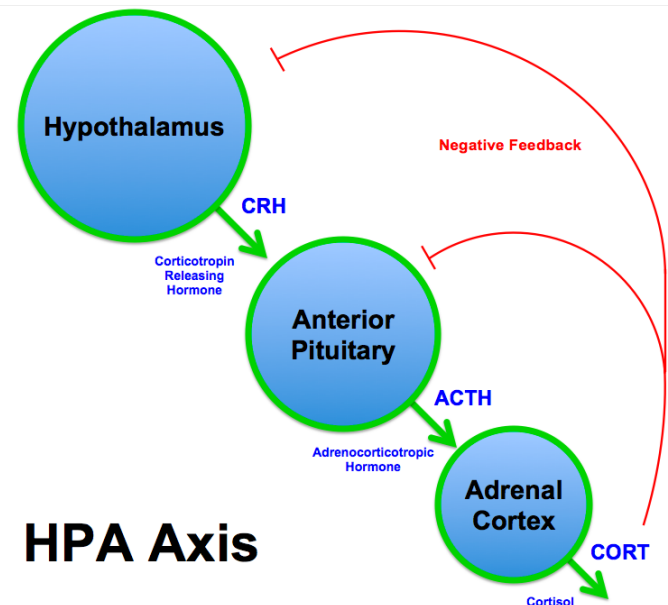 Hypothalamus
Negative Feedback
CRH
Corticotropin
Releasing
Hormone
Anterior
Pituitary
ACTH
Adrenocorticotropic
Hormone
Adrenal
Cortex
HPA Axis
CORT
Cortisol